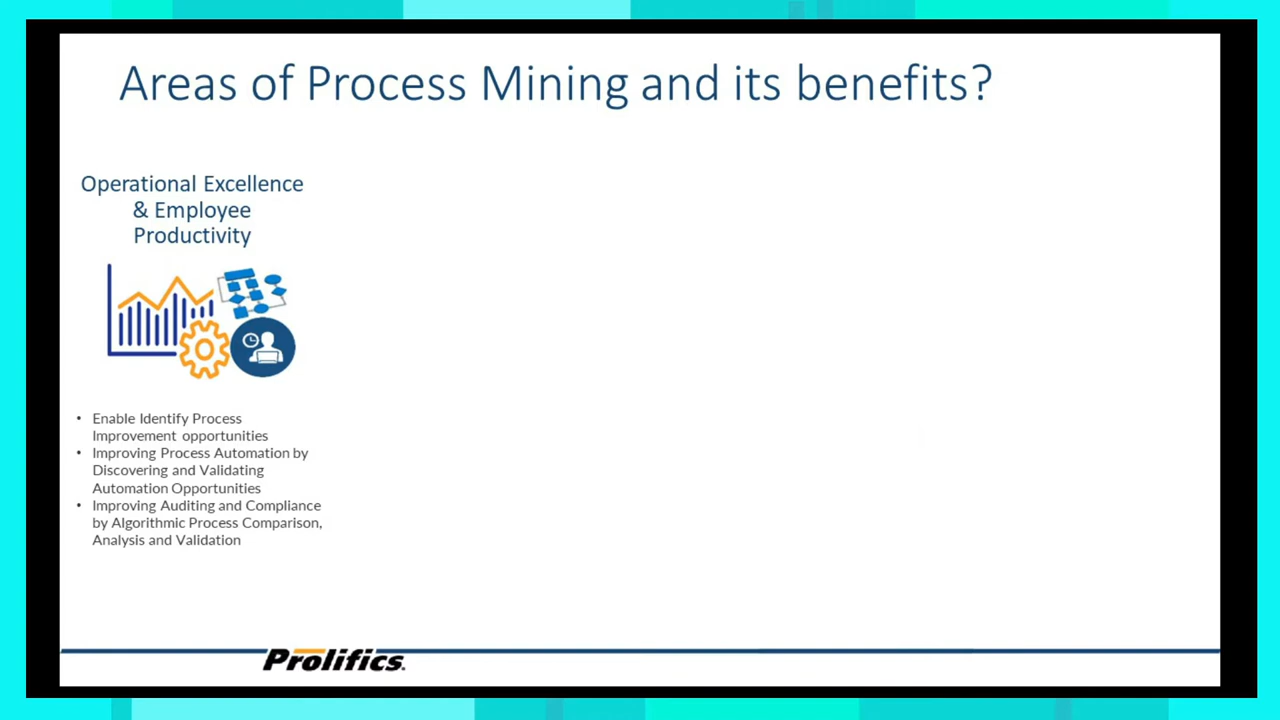 Areas of Process Mining and its benefits?
Operational Excellence
& Employee
Productivity
• Enable Identify Process
Improvement opportunities
• Improving Process Automation by
Discovering and Validating
Automation Opportunities
• Improving Auditing and Compliance
by Algorithmic Process Comparison,
Analysis and Validation
Prolifics.